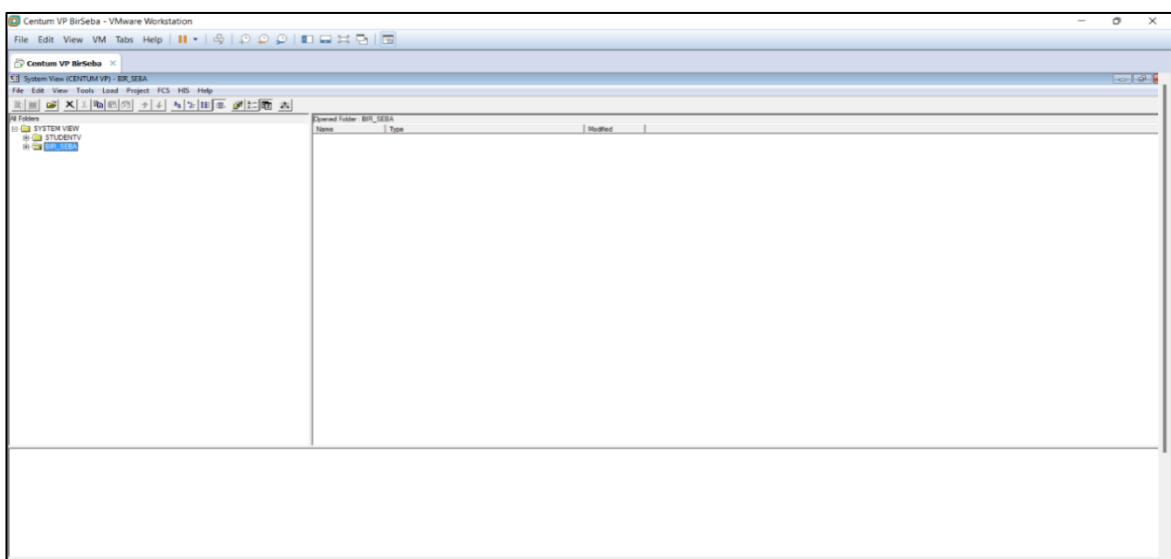 Centum VP BirSeba - VMware Workstation
File Edit View VM Tabs Help
Centum VP BirSeba
System View (CENTUM VP) - BIR_SEBA
File Edit View Tools Load Project FCS HIS Help
All Folders
Opened Folder : BIR_SEBA
Name Type Modified
SYSTEM VIEW
STUDENTV
BIR_SEBA